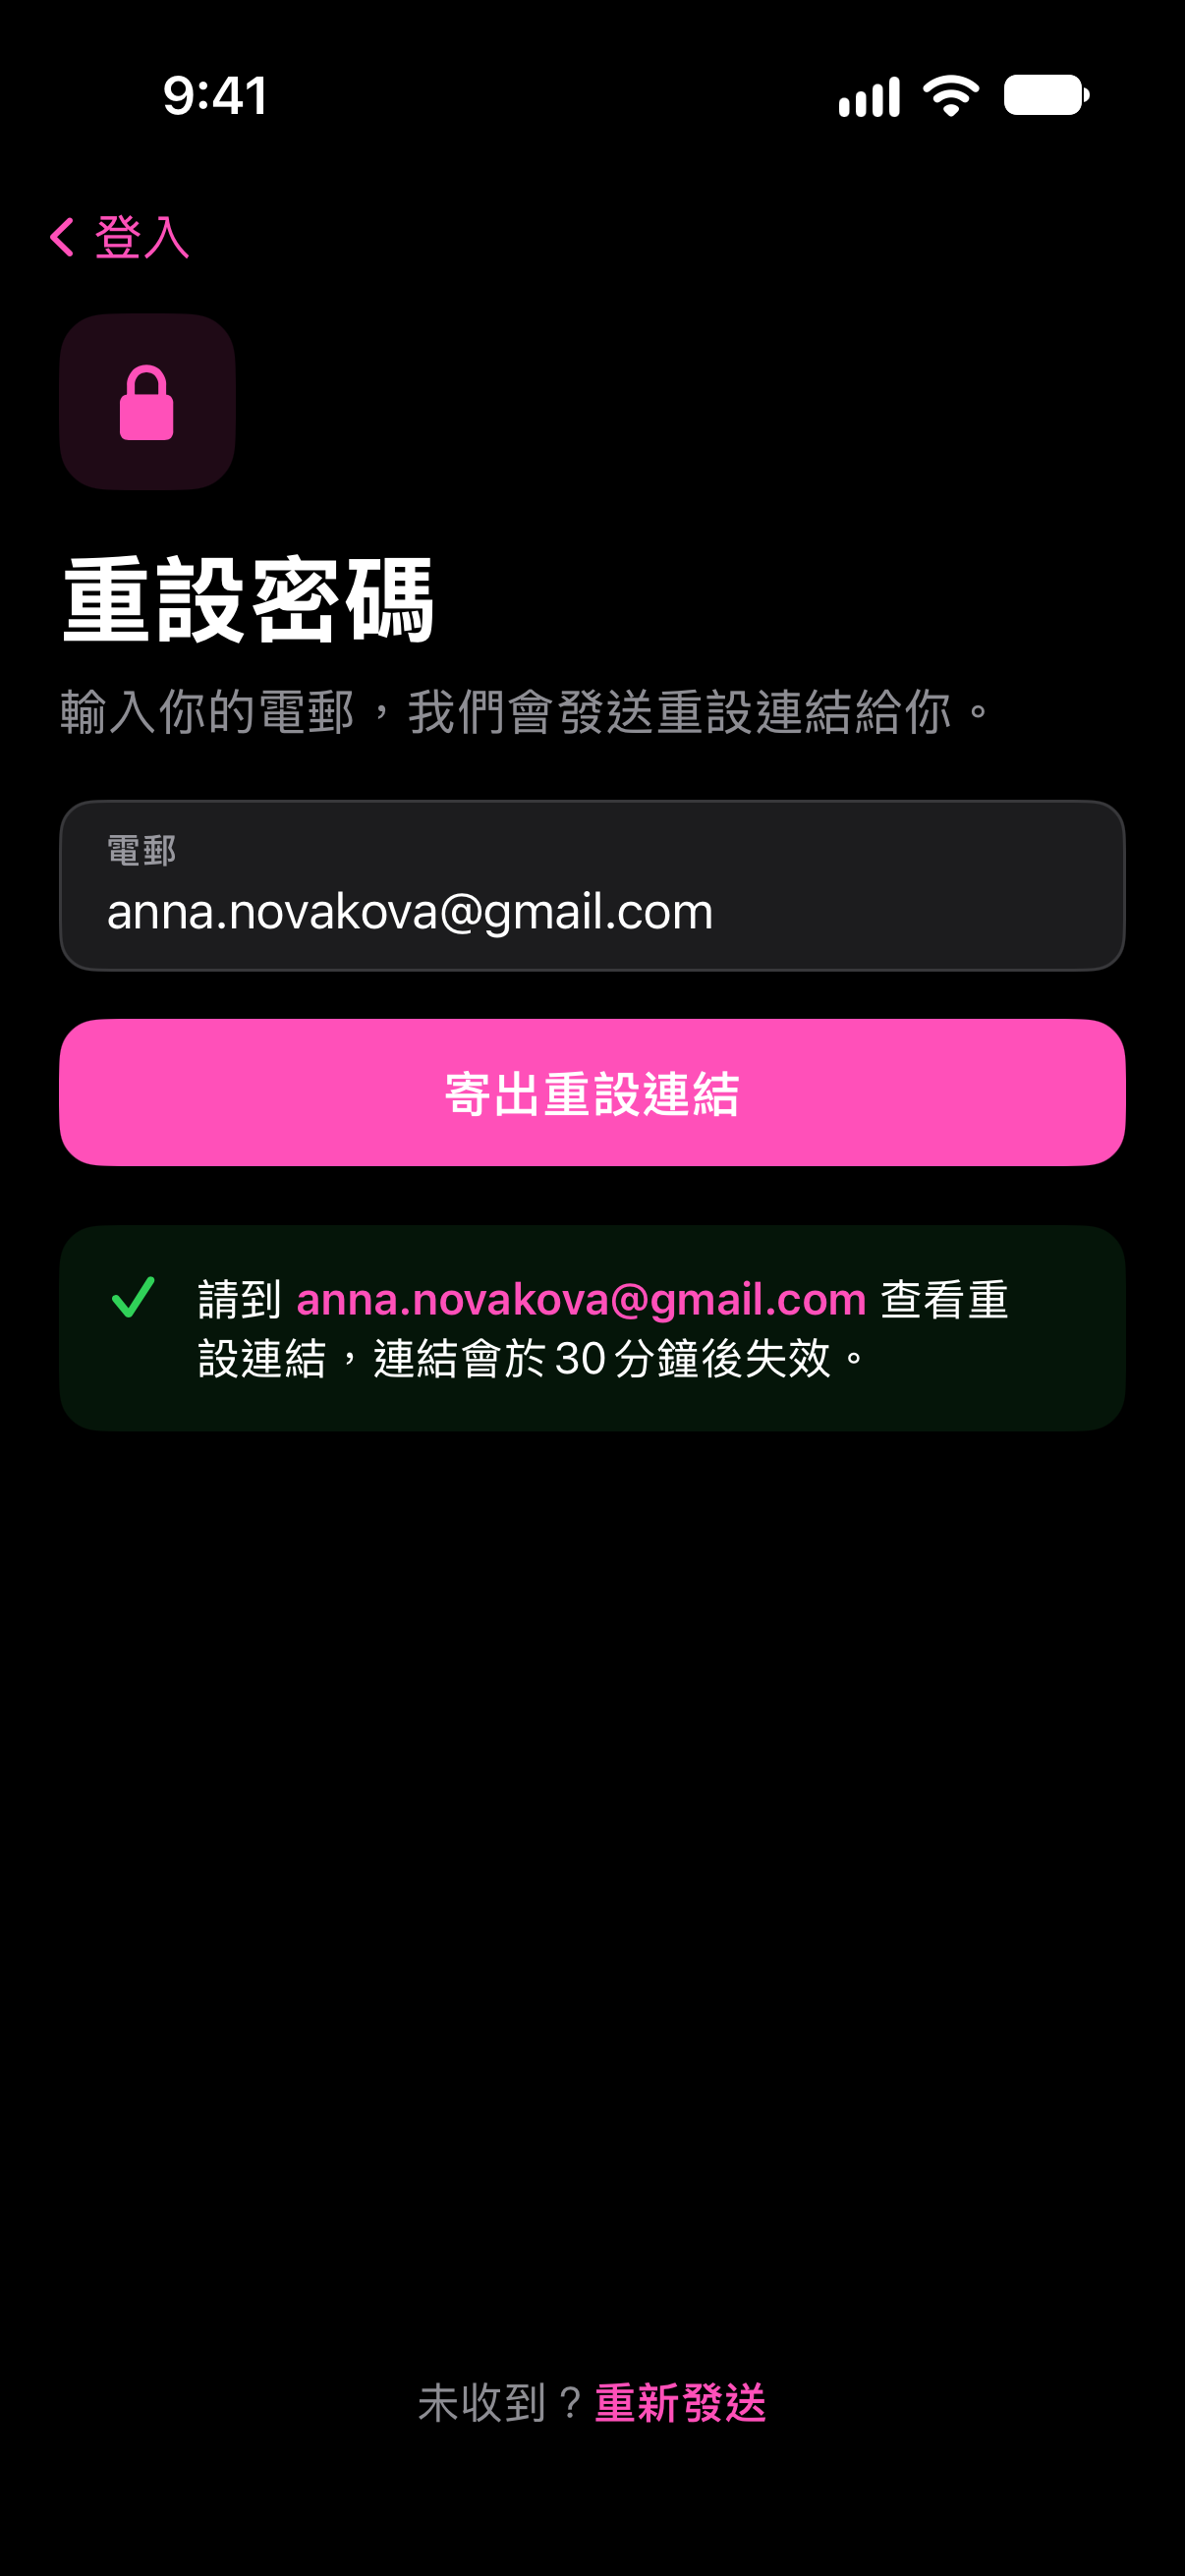 9:41
登入
重設密碼
輸入你的電郵，我們會發送重設連結給你。
電郵
anna.novakova@gmail.com
寄出重設連結
請到 anna.novakova@gmail.com 查看重
設連結，連結會於 30 分鐘後失效。
未收到？重新發送